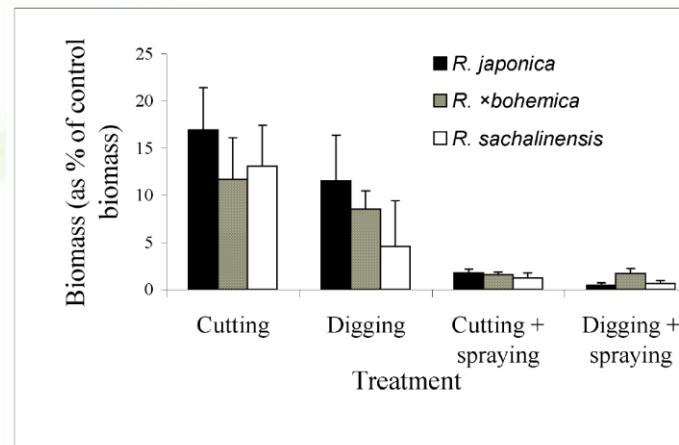 Biomass (as % of control
biomass)
25
20
15
10
5
0
R. japonica
R. ×bohemica
R. sachalinensis
Cutting
Digging
Cutting +
spraying
Digging +
spraying
Treatment